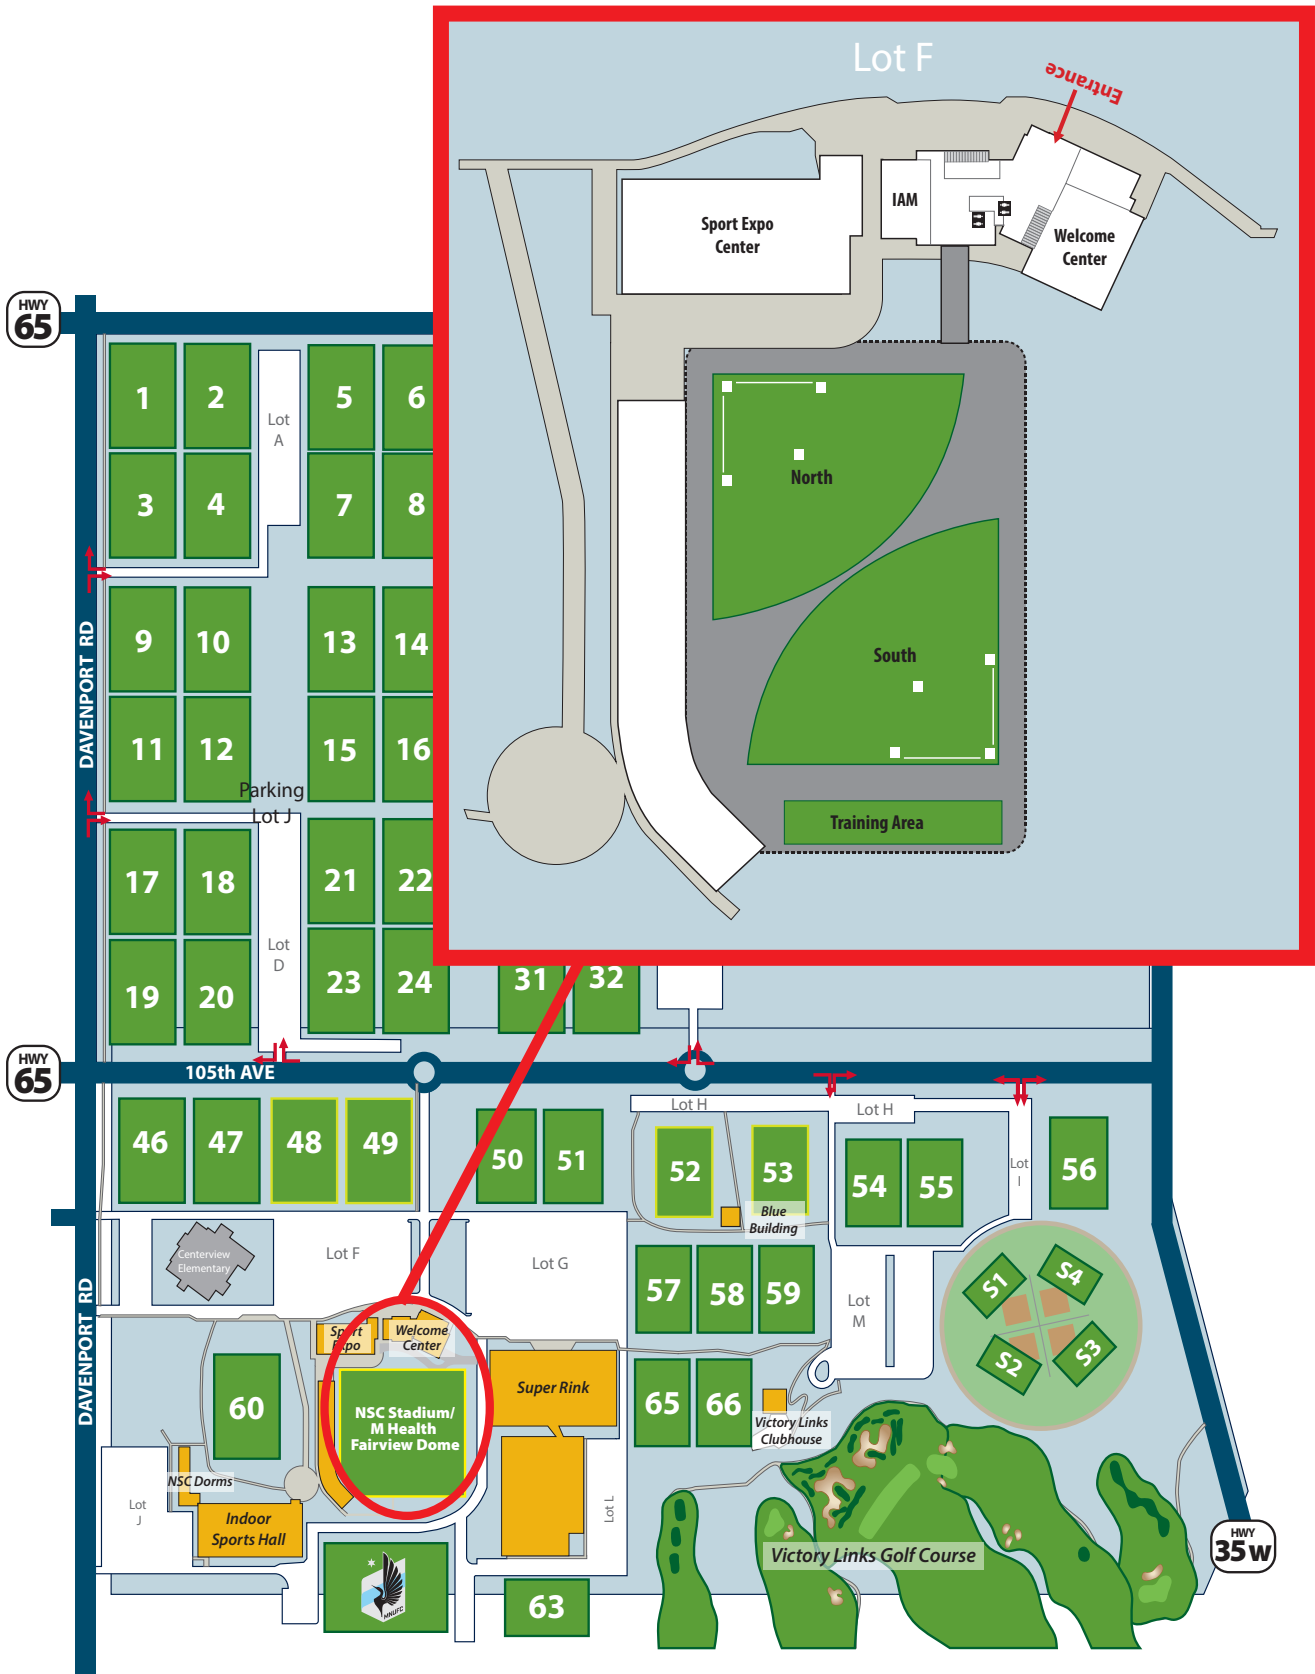 Lot F
Entrance
IAM
Sport Expo
Center
Welcome
Center
North
South
Training Area
HWY
65
1
2
Lot
A
5
6
3
4
7
8
DAVENPORT RD
9
10
13
14
11
12
15
16
Parking
Lot J
17
18
21
22
Lot
D
19
20
23
24
31
32
HWY
65
105th AVE
46
47
48
49
50
51
Lot H
Lot H
52
53
54
55
Lot
I
56
Blue
Building
DAVENPORT RD
Centerview
Elementary
Lot F
Lot G
57
58
59
Lot
M
S1
S4
S2
S3
Sport
Expo
Welcome
Center
60
NSC Stadium/
M Health
Fairview Dome
Super Rink
65
66
Victory Links
Clubhouse
NSC Dorms
Lot
J
Indoor
Sports Hall
Lot L
Victory Links Golf Course
HWY
35W
MNUFC
63